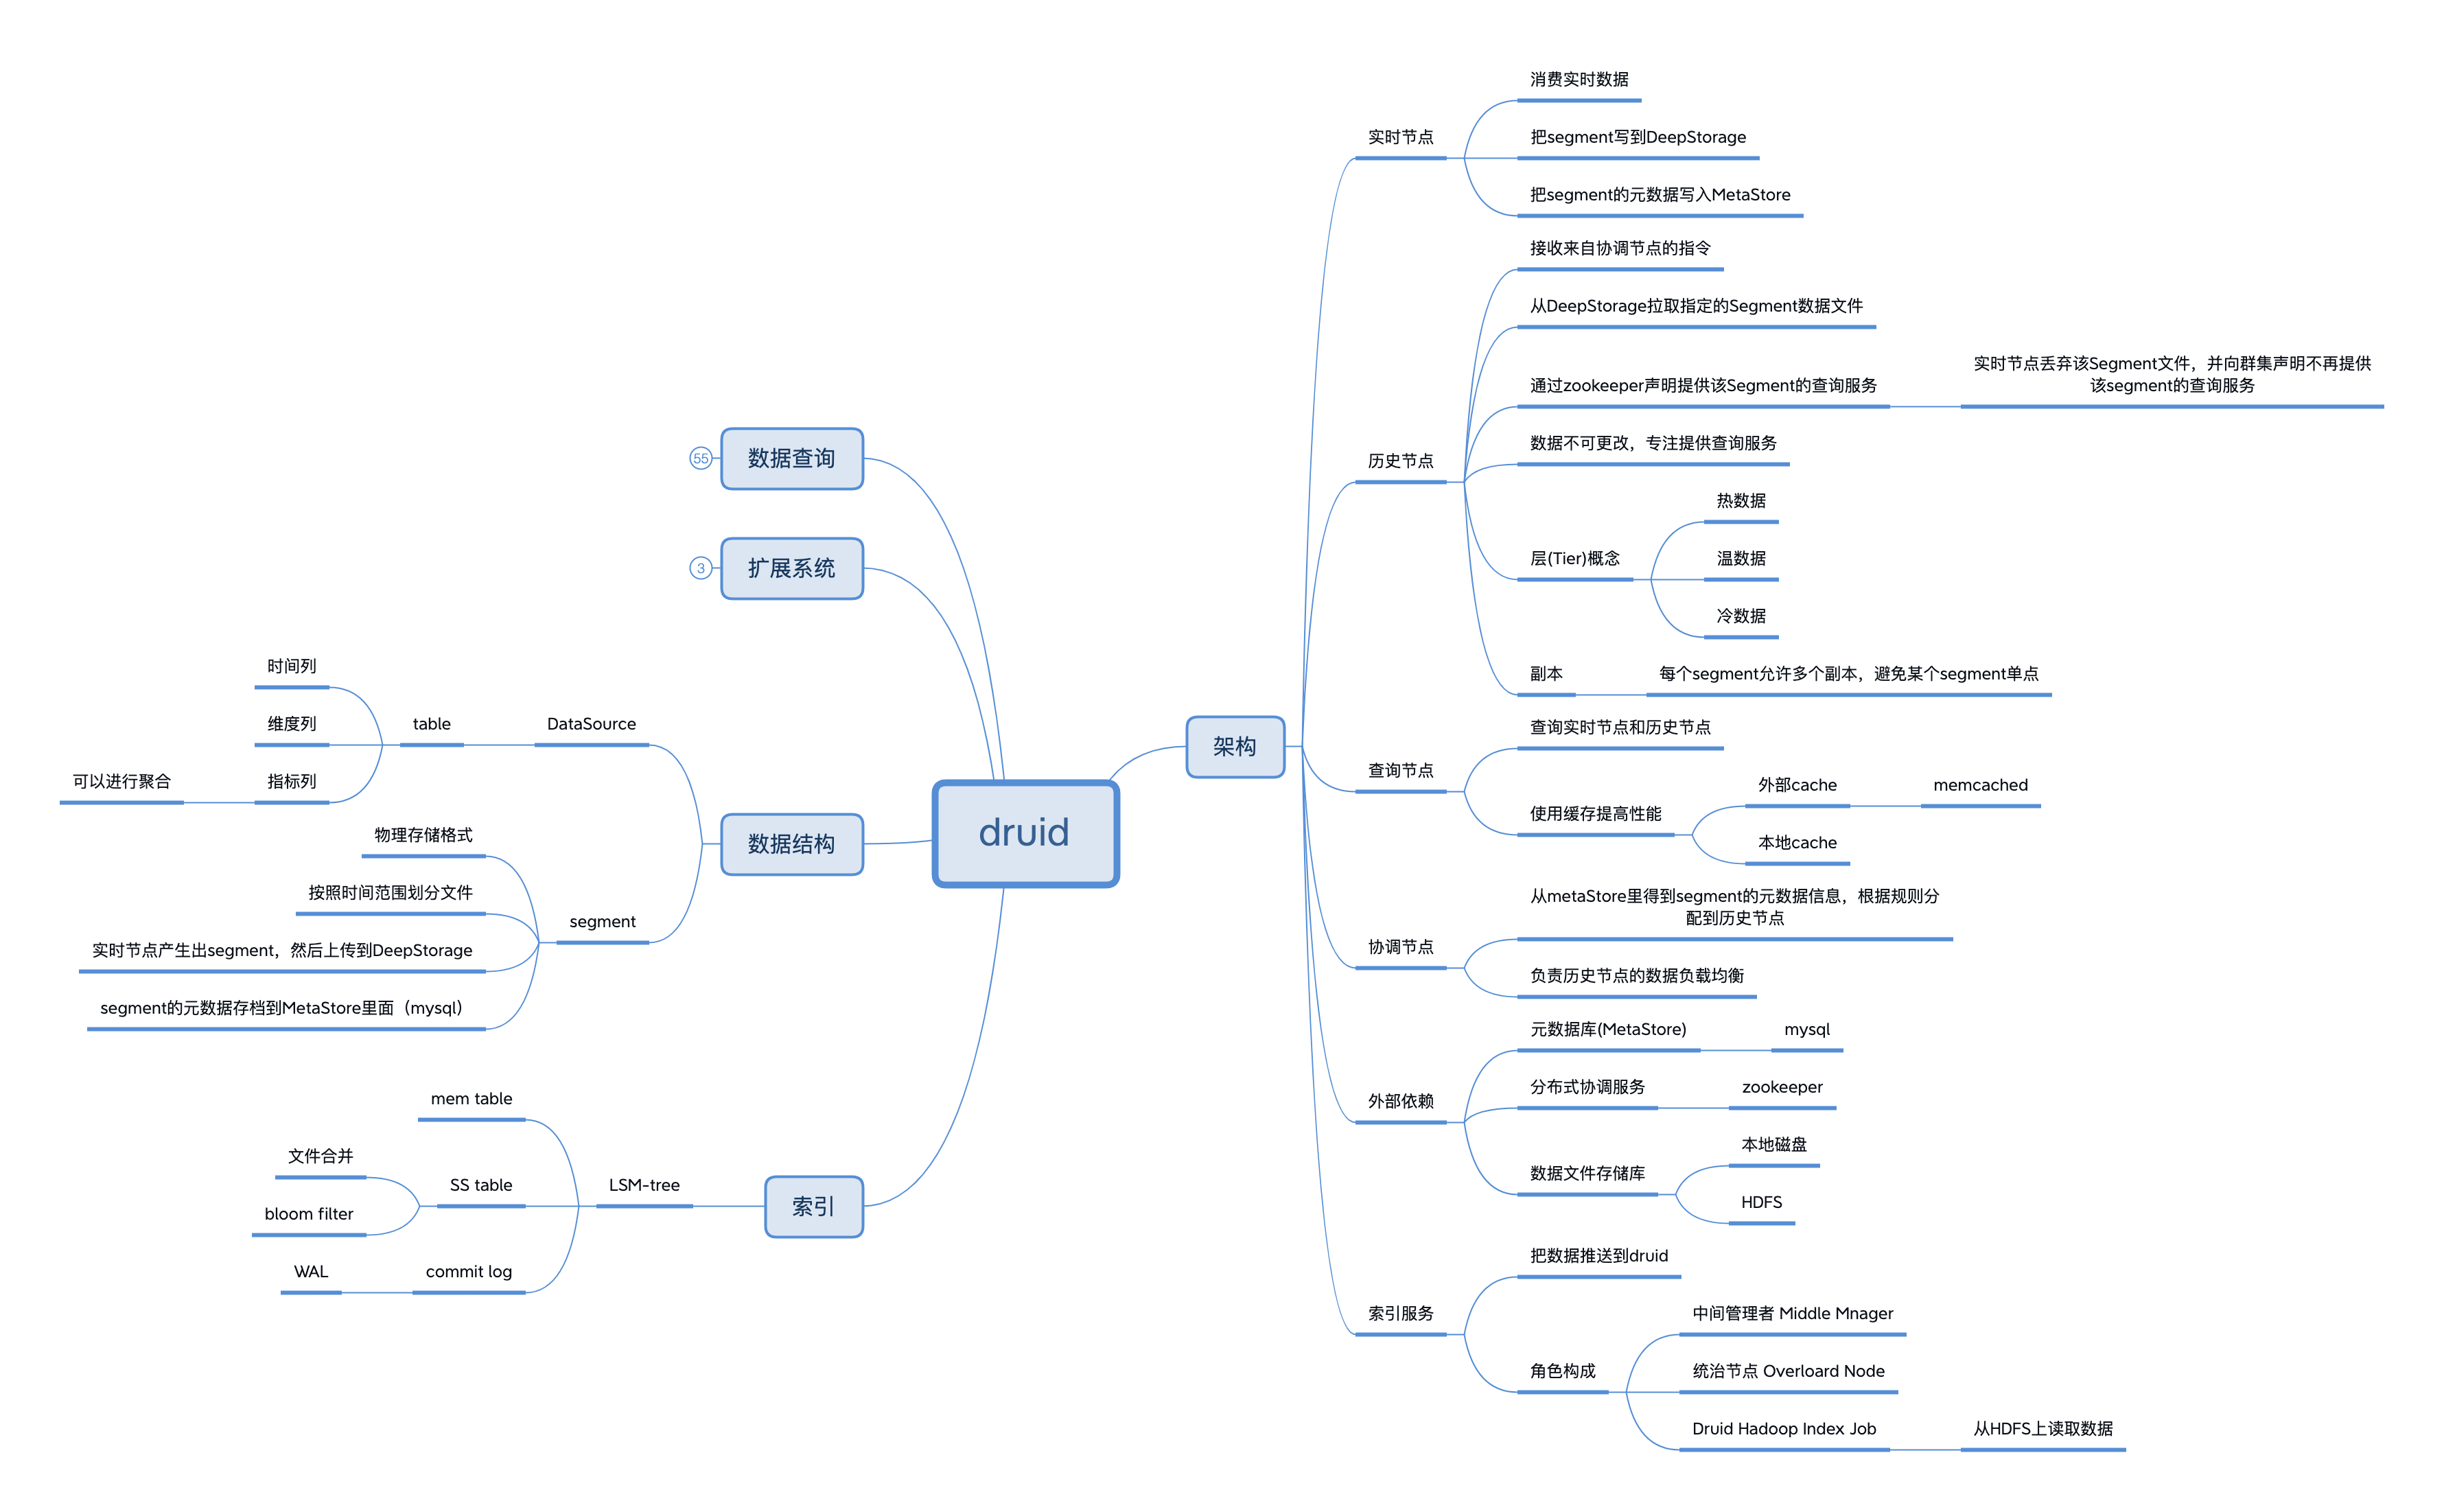 druid
架构
实时节点
消费实时数据
把segment写到DeepStorage
把segment的元数据写入MetaStore
历史节点
接收来自协调节点的指令
从DeepStorage拉取指定的Segment数据文件
通过zookeeper声明提供该Segment的查询服务
实时节点丢弃该Segment文件，并向群集声明不再提供
该segment的查询服务
数据不可更改，专注提供查询服务
层(Tier)概念
热数据
温数据
冷数据
副本
每个segment允许多个副本，避免某个segment单点
查询节点
查询实时节点和历史节点
使用缓存提高性能
外部cache
memcached
本地cache
协调节点
从metaStore里得到segment的元数据信息，根据规则分
配到历史节点
负责历史节点的数据负载均衡
外部依赖
元数据库(MetaStore)
mysql
分布式协调服务
zookeeper
数据文件存储库
本地磁盘
HDFS
索引服务
把数据推送到druid
角色构成
中间管理者 Middle Mnager
统治节点 Overloard Node
Druid Hadoop Index Job
从HDFS上读取数据
数据查询
55
扩展系统
3
数据结构
DataSource
table
时间列
维度列
指标列
可以进行聚合
segment
物理存储格式
按照时间范围划分文件
实时节点产生出segment，然后上传到DeepStorage
segment的元数据存档到MetaStore里面（mysql）
索引
LSM-tree
mem table
SS table
文件合并
bloom filter
commit log
WAL